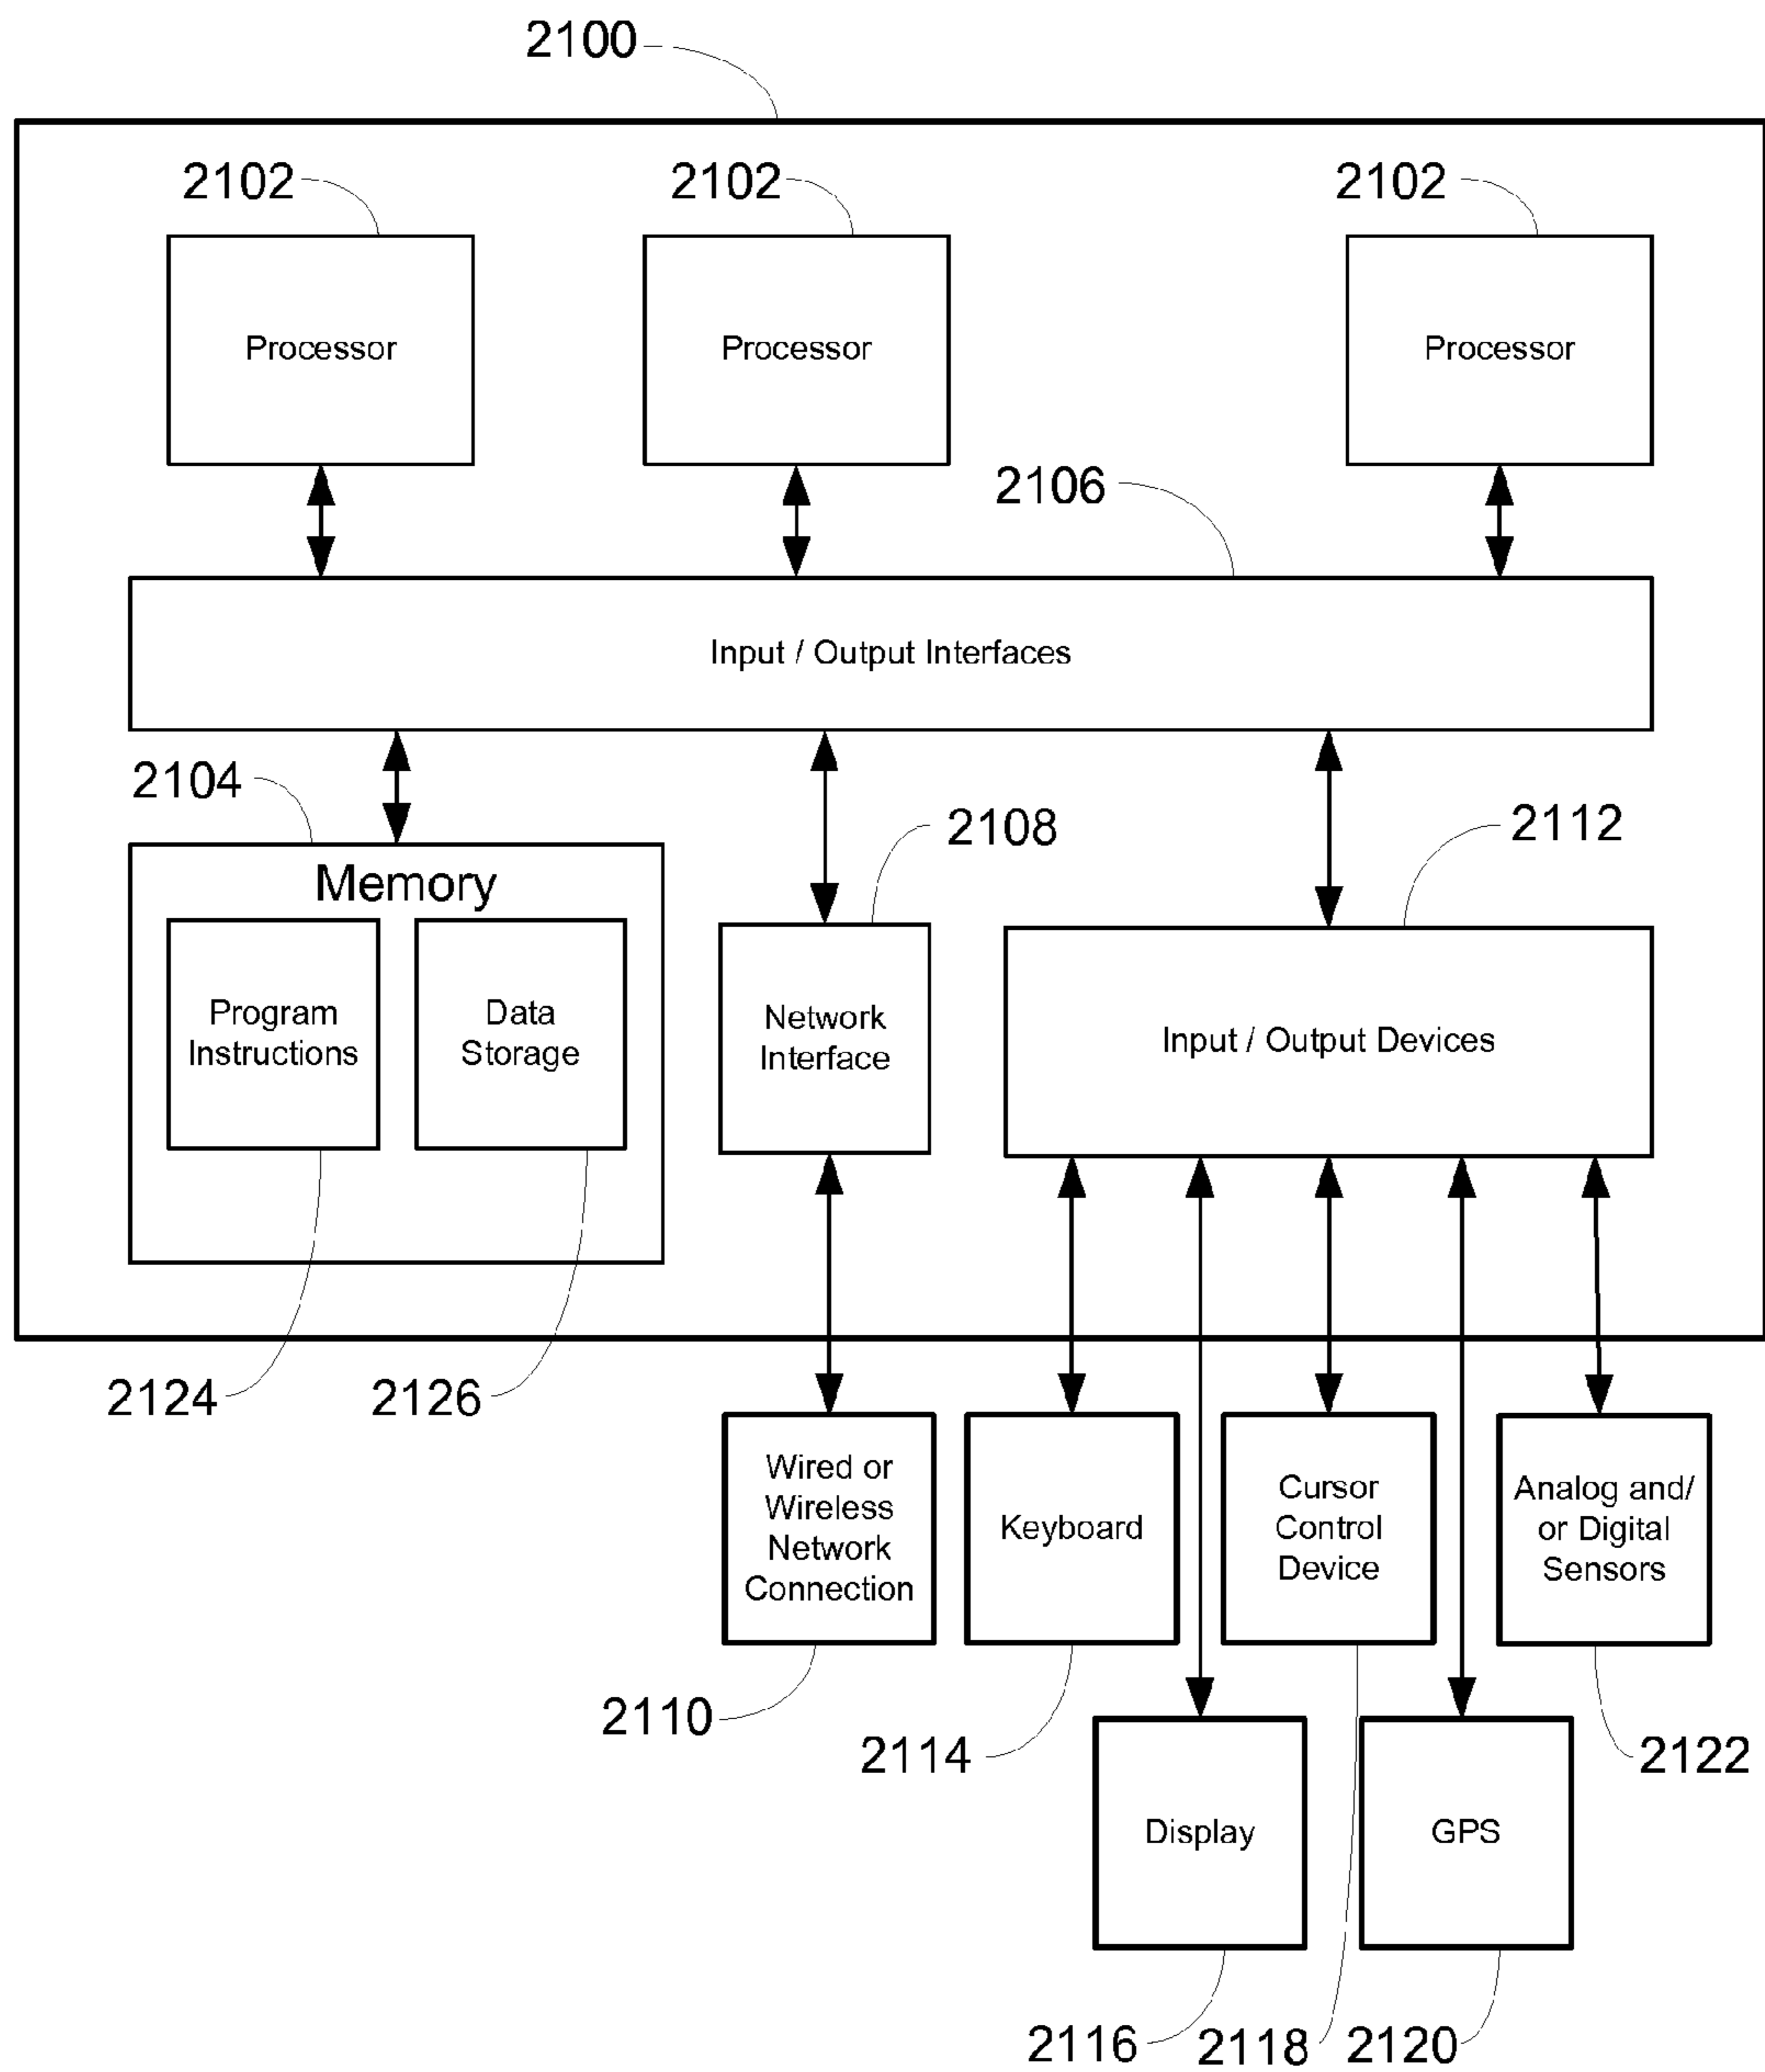 2100
2102
2102
2102
Processor
Processor
Processor
2106
Input / Output Interfaces
2104
2108
2112
Memory
Program
Instructions
Data
Storage
Network
Interface
Input / Output Devices
2124
2126
Wired or
Wireless
Network
Connection
Keyboard
Cursor
Control
Device
Analog and/
or Digital
Sensors
2110
2114
2122
Display
GPS
2116
2118
2120